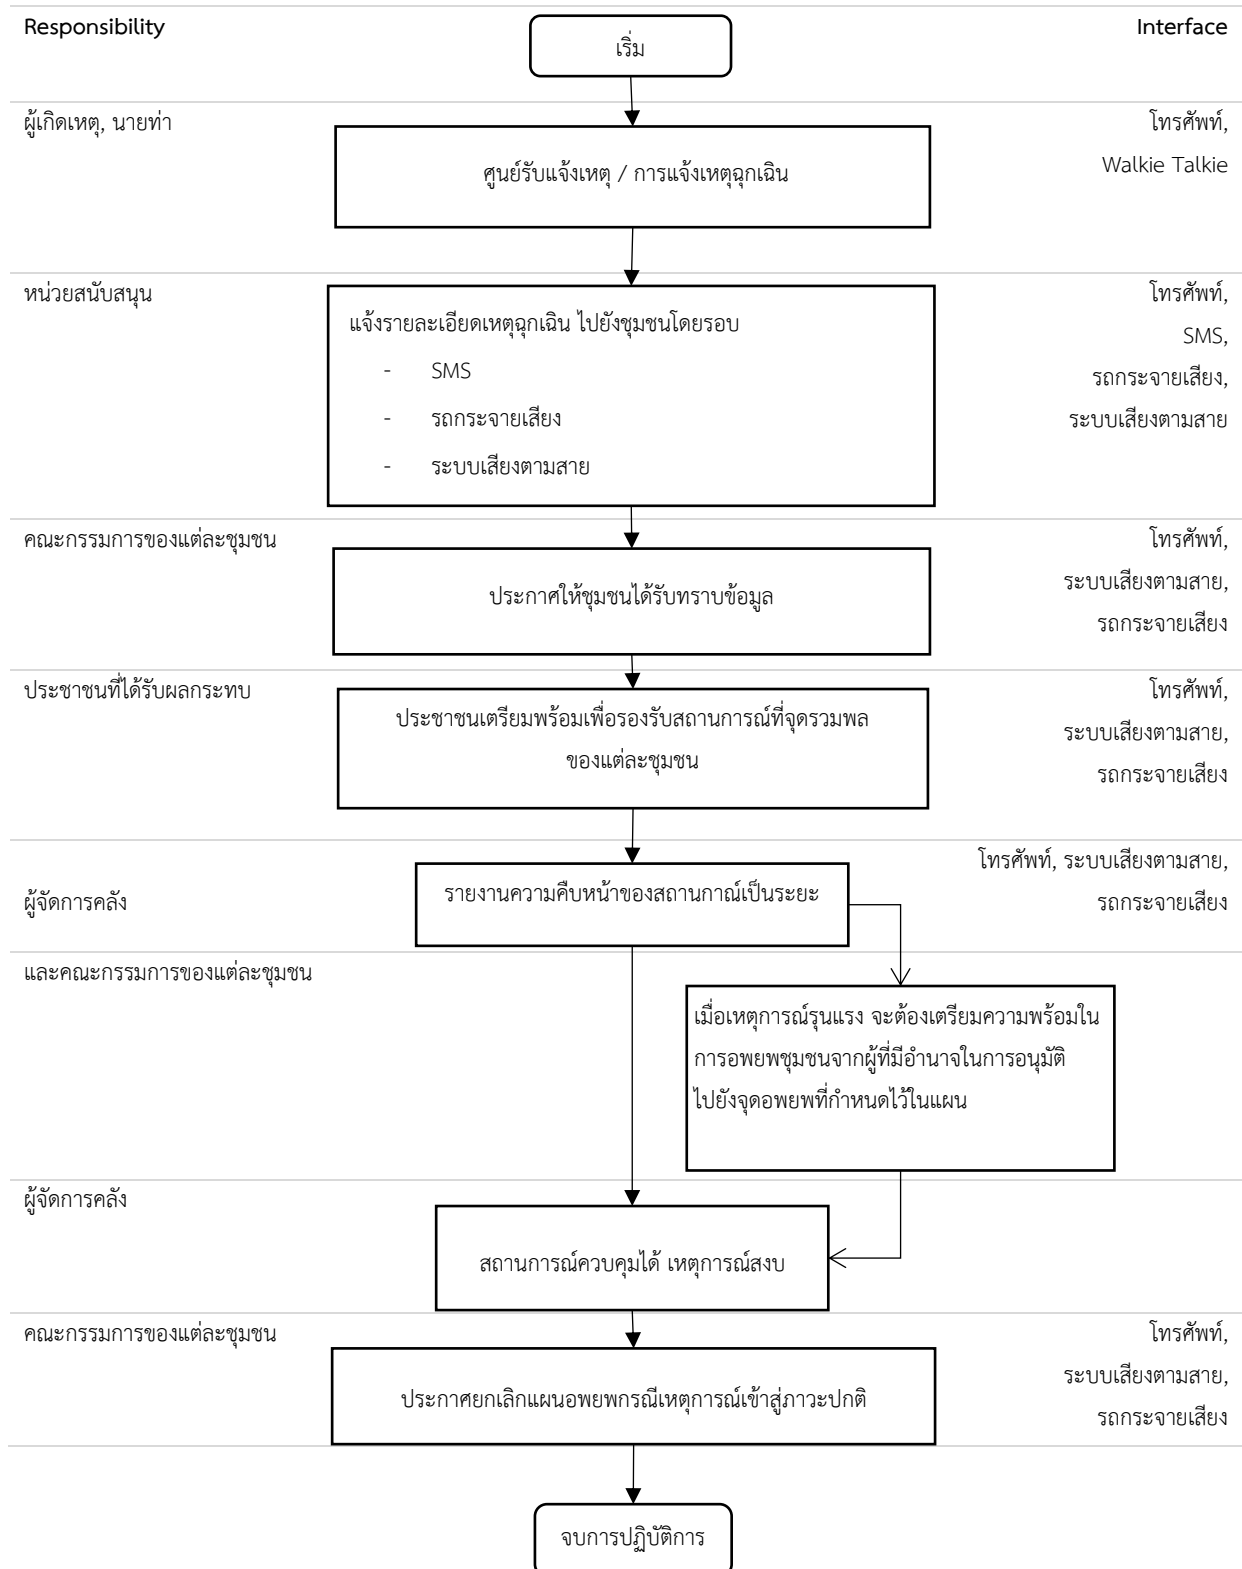 Responsibility
เริ่ม
Interface
ผู้เกิดเหตุ, นายท่า
ศูนย์รับแจ้งเหตุ / การแจ้งเหตุฉุกเฉิน
โทรศัพท์,
Walkie Talkie
หน่วยสนับสนุน
แจ้งรายละเอียดเหตุฉุกเฉิน ไปยังชุมชนโดยรอบ
- SMS
- รถกระจายเสียง
- ระบบเสียงตามสาย
โทรศัพท์,
SMS,
รถกระจายเสียง,
ระบบเสียงตามสาย
คณะกรรมการของแต่ละชุมชน
ประกาศให้ชุมชนได้รับทราบข้อมูล
โทรศัพท์,
ระบบเสียงตามสาย,
รถกระจายเสียง
ประชาชนที่ได้รับผลกระทบ
ประชาชนเตรียมพร้อมเพื่อรองรับสถานการณ์ที่จุดรวมพล
ของแต่ละชุมชน
โทรศัพท์,
ระบบเสียงตามสาย,
รถกระจายเสียง
ผู้จัดการคลัง
รายงานความคืบหน้าของสถานกาณ์เป็นระยะ
โทรศัพท์, ระบบเสียงตามสาย,
รถกระจายเสียง
และคณะกรรมการของแต่ละชุมชน
เมื่อเหตุการณ์รุนแรง จะต้องเตรียมความพร้อมใน
การอพยพชุมชนจากผู้ที่มีอำนาจในการอนุมัติ
ไปยังจุดอพยพที่กำหนดไว้ในแผน
ผู้จัดการคลัง
สถานการณ์ควบคุมได้ เหตุการณ์สงบ
คณะกรรมการของแต่ละชุมชน
ประกาศยกเลิกแผนอพยพกรณีเหตุการณ์เข้าสู่ภาวะปกติ
โทรศัพท์,
ระบบเสียงตามสาย,
รถกระจายเสียง
จบการปฏิบัติการ